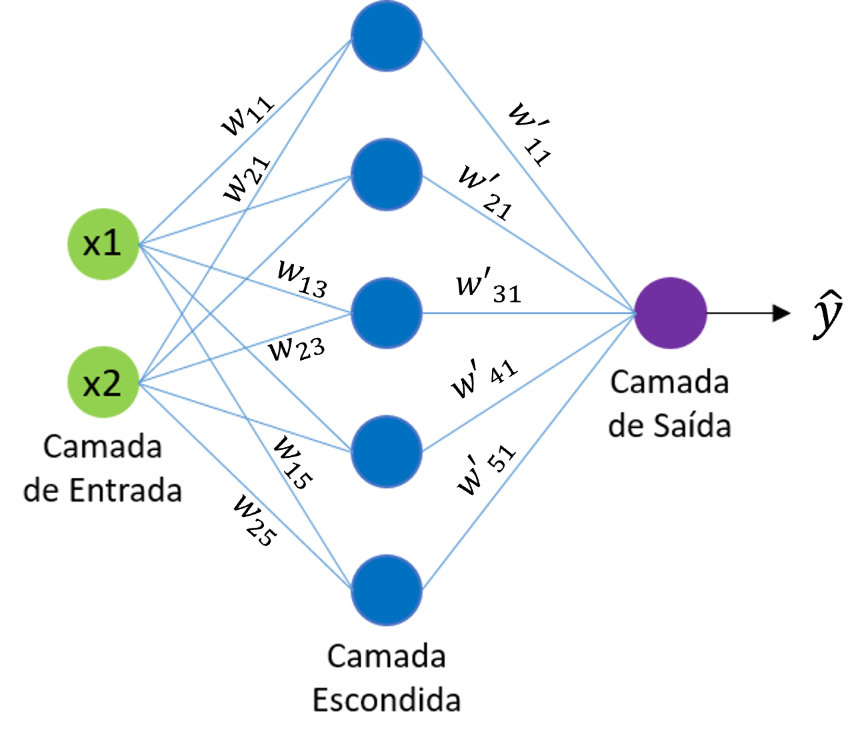 w₁₁
w₂₁
w'₁₁
w'₂₁
x1
w₁₃
w'₃₁
ŷ
w₂₃
x2
w'₄₁
Camada
de Saída
Camada
de Entrada
w₁₅
w'₅₁
w₂₅
Camada
Escondida